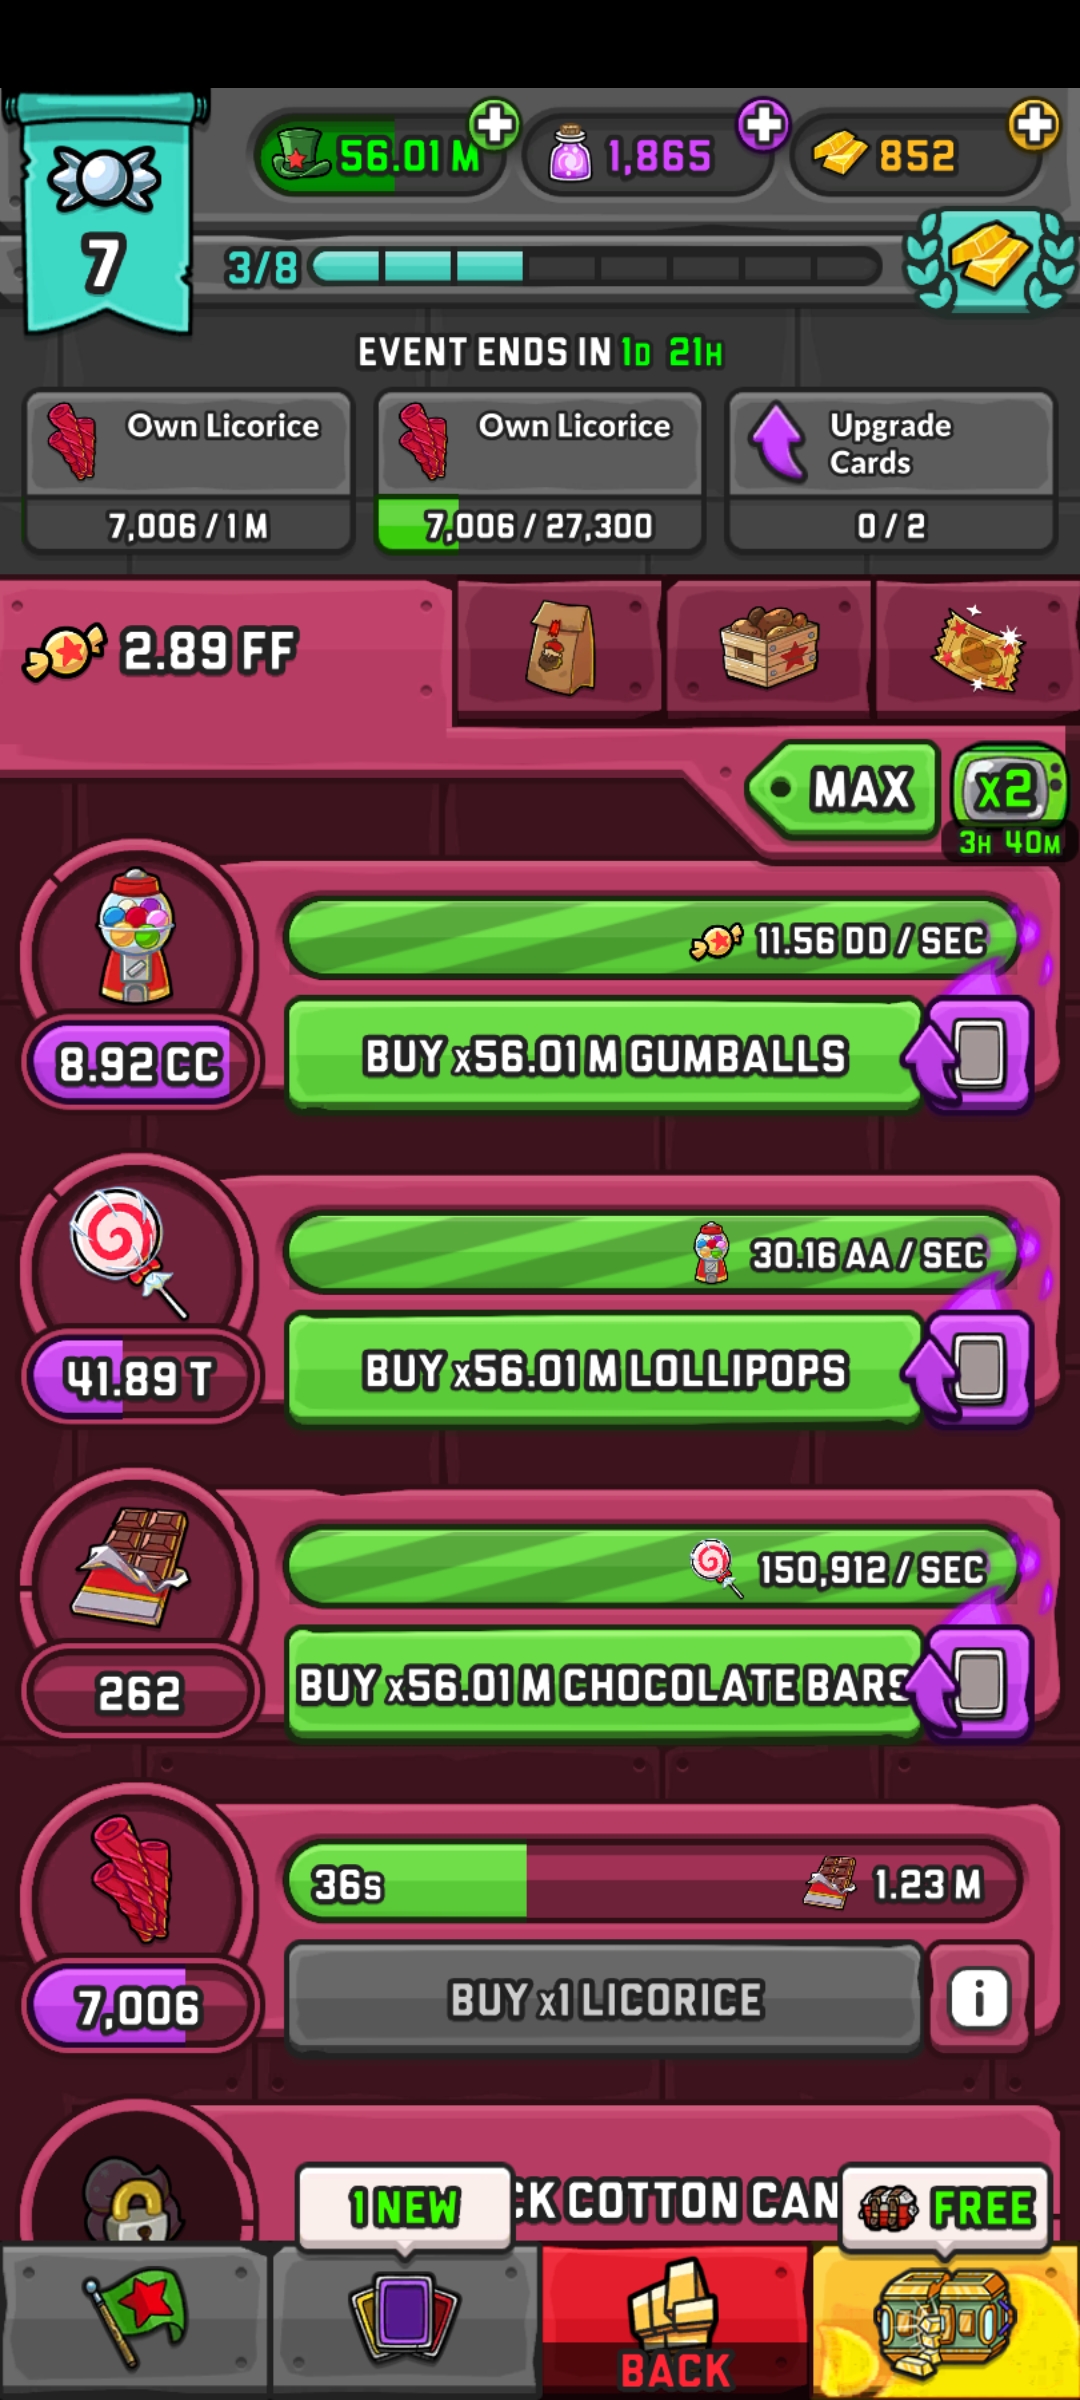 56.01 M
1,865
852
7
3/8
EVENT ENDS IN 1D 21H
Own Licorice
7,006 / 1 M
Own Licorice
7,006 / 27,300
Upgrade
Cards
0 / 2
2.89 FF
MAX
x2
3H 40M
11.56 DD / SEC
8.92 CC
BUY x56.01 M GUMBALLS
30.16 AA / SEC
41.89 T
BUY x56.01 M LOLLIPOPS
150,912 / SEC
262
BUY x56.01 M CHOCOLATE BARS
36s
1.23 M
7,006
BUY x1 LICORICE
i
CK COTTON CAN
1 NEW
FREE
BACK